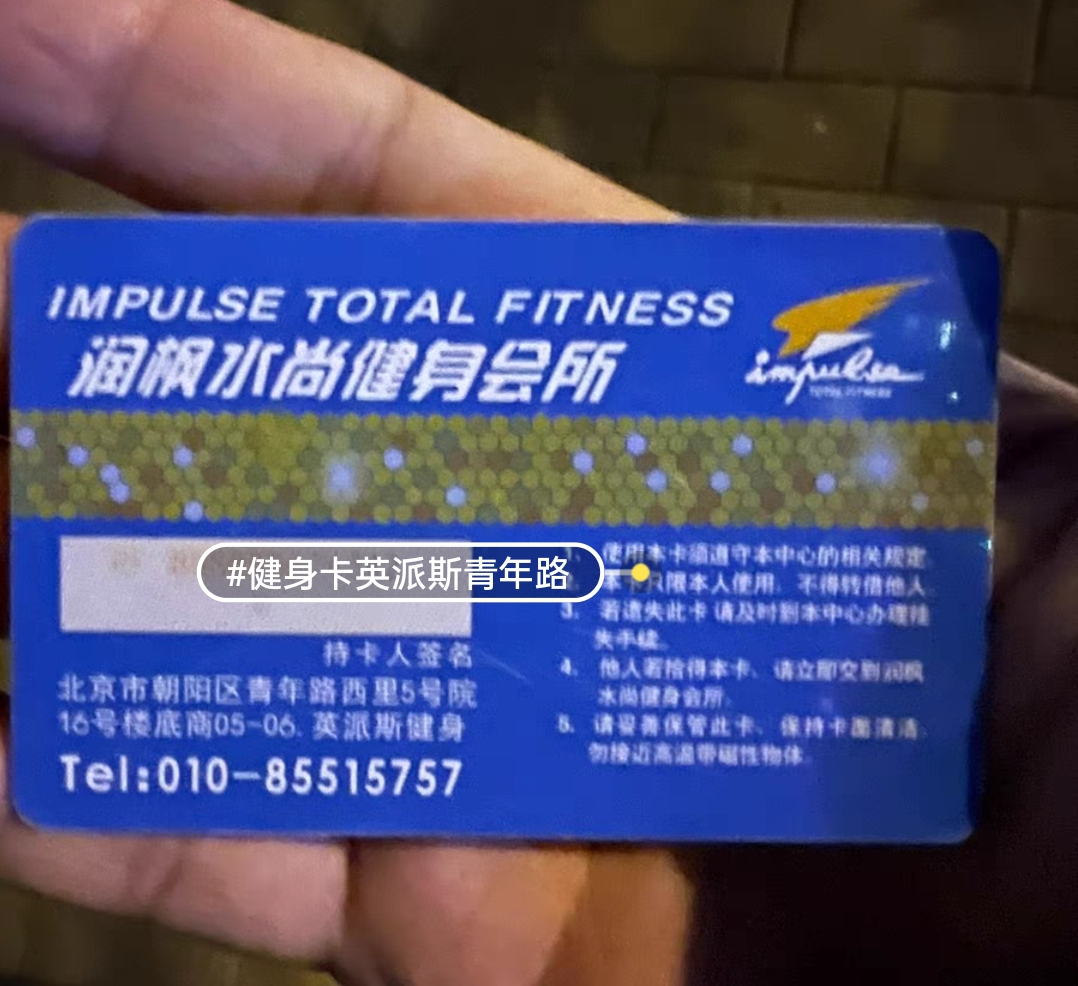 IMPULSE TOTAL FITNESS
润枫水尚健身会所
impulse
TOTAL FITNESS
#健身卡英派斯青年路
持卡人签名
北京市朝阳区青年路西里5号院
16号楼底商05-06. 英派斯健身
Tel:010-85515757
1. 使用本卡须遵守本中心的相关规定.
限本人使用. 不得转借他人.
3. 若遗失此卡 请及时到本中心办理挂
失手续.
4. 他人若拾得本卡、请立即交到润枫
水尚健身会所.
5. 请妥善保管此卡、保持卡面清洁.
勿接近高温带磁性物体.